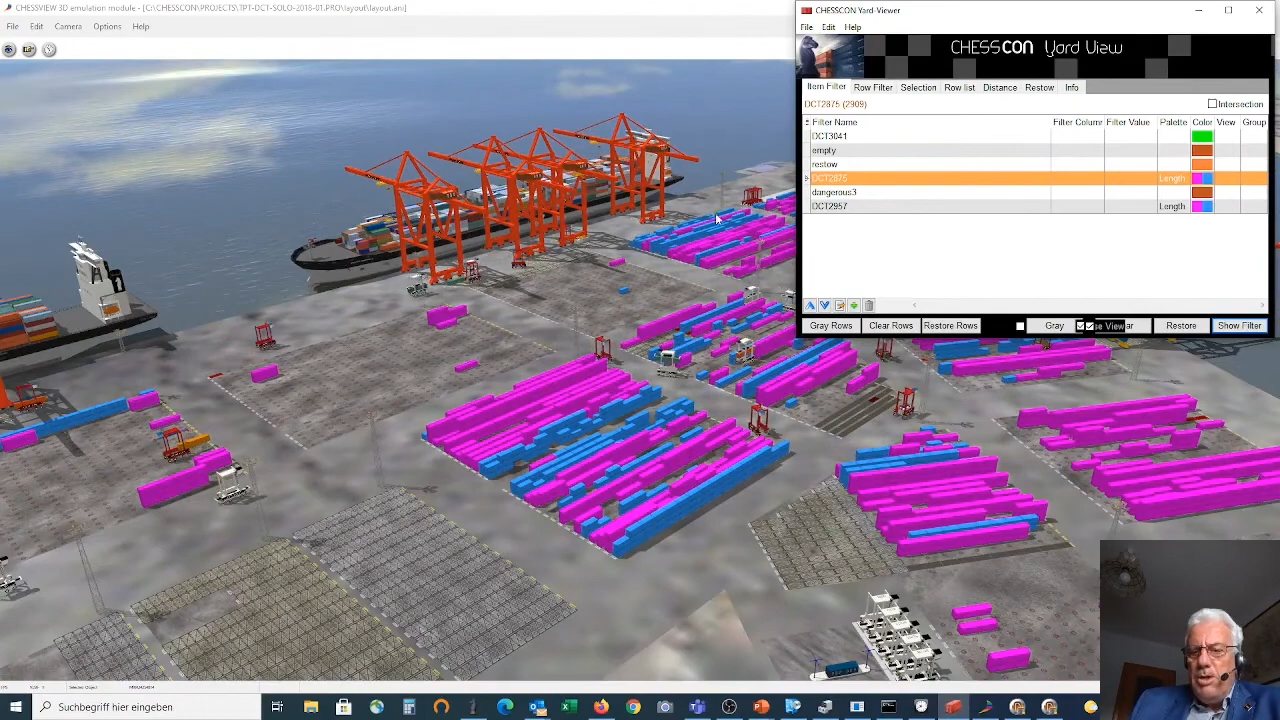 CHESSVIEW 3D emulation module - [C:\CHESSCON\PROJECTS\TPT-DCT-SOLO-2018-01.PRO\layout\layout.ani]
File Edit Camera Options Help
CHESSCON Yard-Viewer
File Edit Help
CHESSCON Yard View
Item Filter Row Filter Selection Row list Distance Restow Info
DCT2875 (2909) Intersection
Filter Name Filter Column Filter Value Palette Color View Group
DCT3041
empty
restow
DCT2875 Length
dangerous3
DCT2957 Length
Gray Rows Clear Rows Restore Rows Gray Restore Show Filter
Selected Object
Suchbegriff hier eingeben